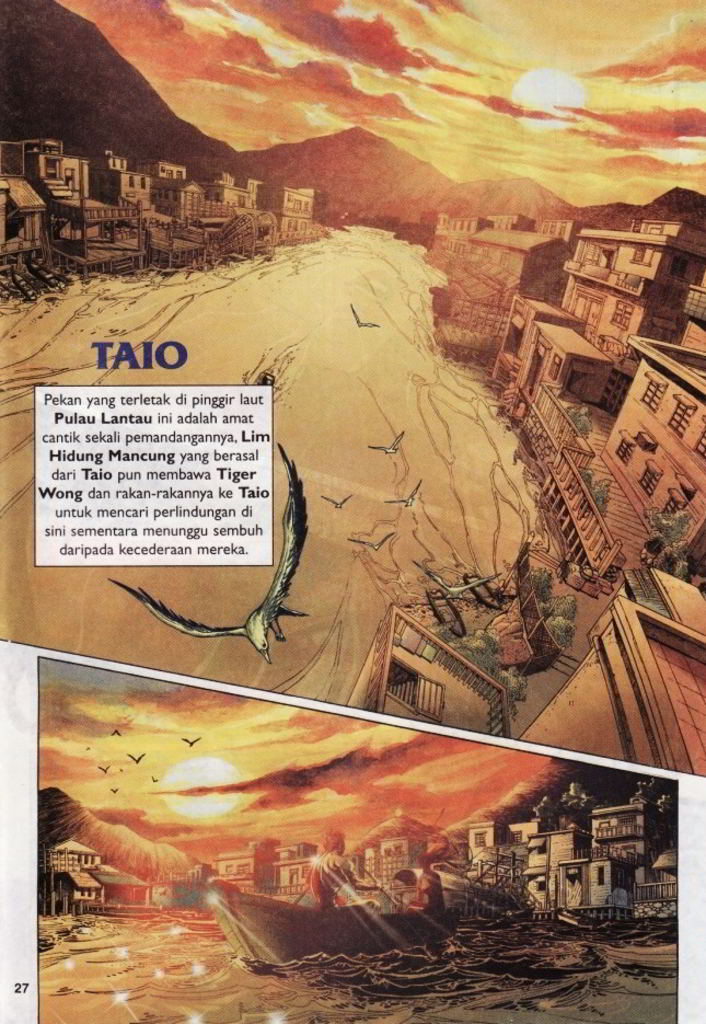 TAIO
Pekan yang terletak di pinggir laut
Pulau Lantau ini adalah amat
cantik sekali pemandangannya, Lim
Hidung Mancung yang berasal
dari Taio pun membawa Tiger
Wong dan rakan-rakannya ke Taio
untuk mencari perlindungan di
sini sementara menunggu sembuh
daripada kecederaan mereka.
27